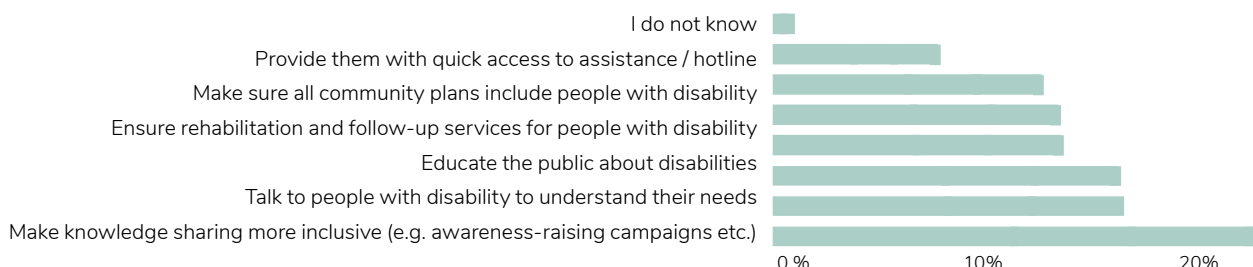 I do not know
Provide them with quick access to assistance / hotline
Make sure all community plans include people with disability
Ensure rehabilitation and follow-up services for people with disability
Educate the public about disabilities
Talk to people with disability to understand their needs
Make knowledge sharing more inclusive (e.g. awareness-raising campaigns etc.)
0 % 10% 20%